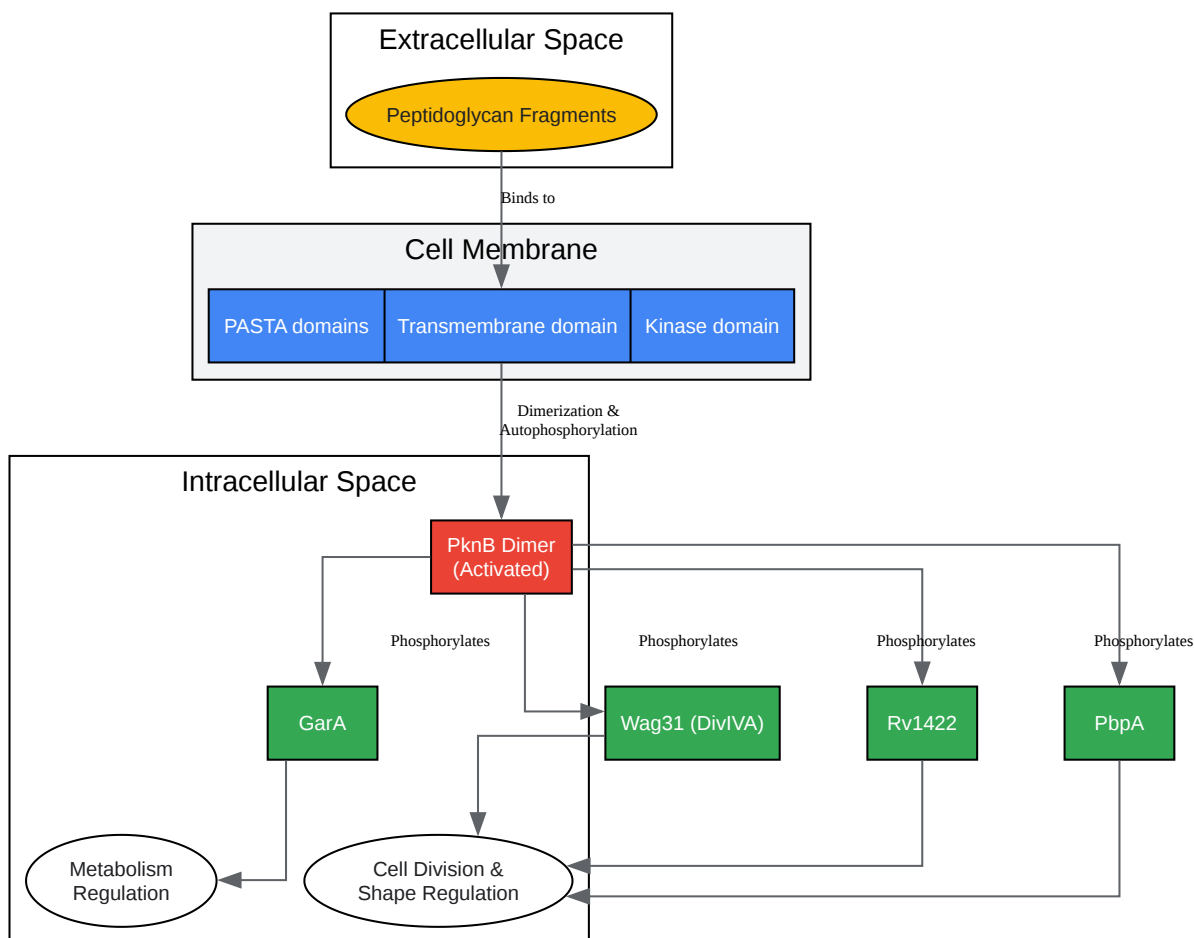 Extracellular Space
Peptidoglycan Fragments
Binds to
Cell Membrane
PASTA domains
Transmembrane domain
Kinase domain
Dimerization &
Autophosphorylation
Intracellular Space
PknB Dimer
(Activated)
Phosphorylates
Phosphorylates
Phosphorylates
Phosphorylates
GarA
Wag31 (DivIVA)
Rv1422
PbpA
Metabolism
Regulation
Cell Division &
Shape Regulation